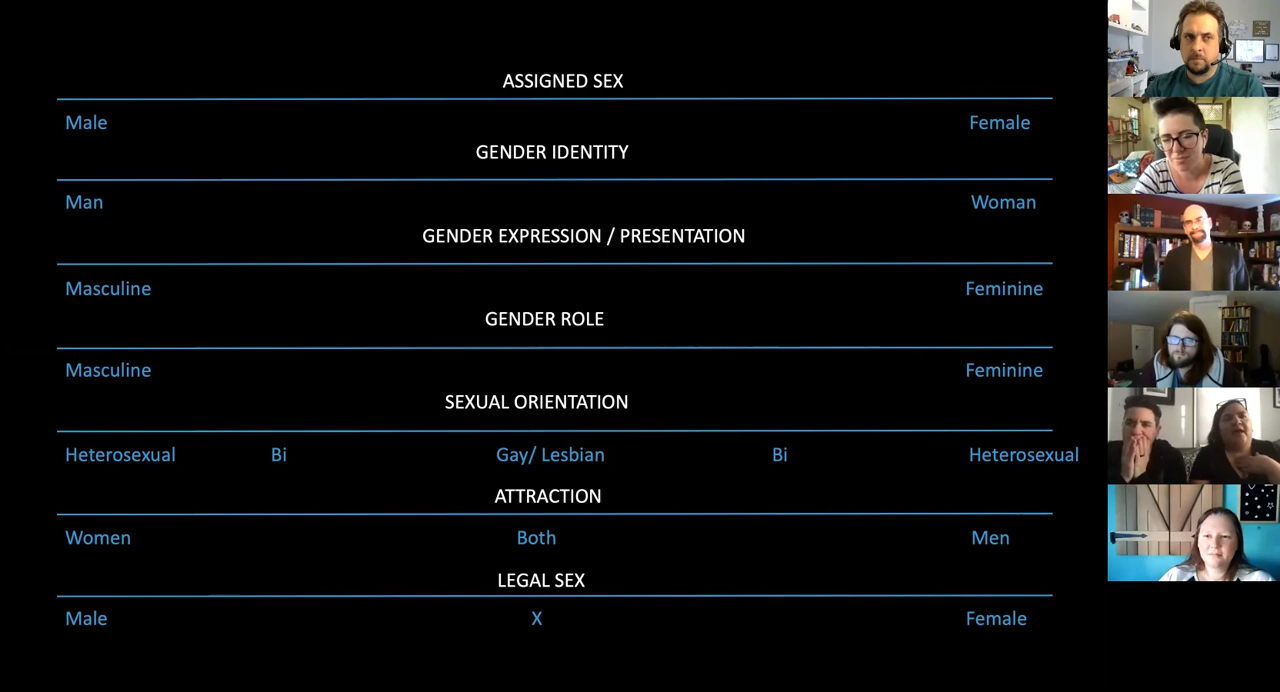 ASSIGNED SEX
Male Female
GENDER IDENTITY
Man Woman
GENDER EXPRESSION / PRESENTATION
Masculine Feminine
GENDER ROLE
Masculine Feminine
SEXUAL ORIENTATION
Heterosexual Bi Gay/ Lesbian Bi Heterosexual
ATTRACTION
Women Both Men
LEGAL SEX
Male X Female